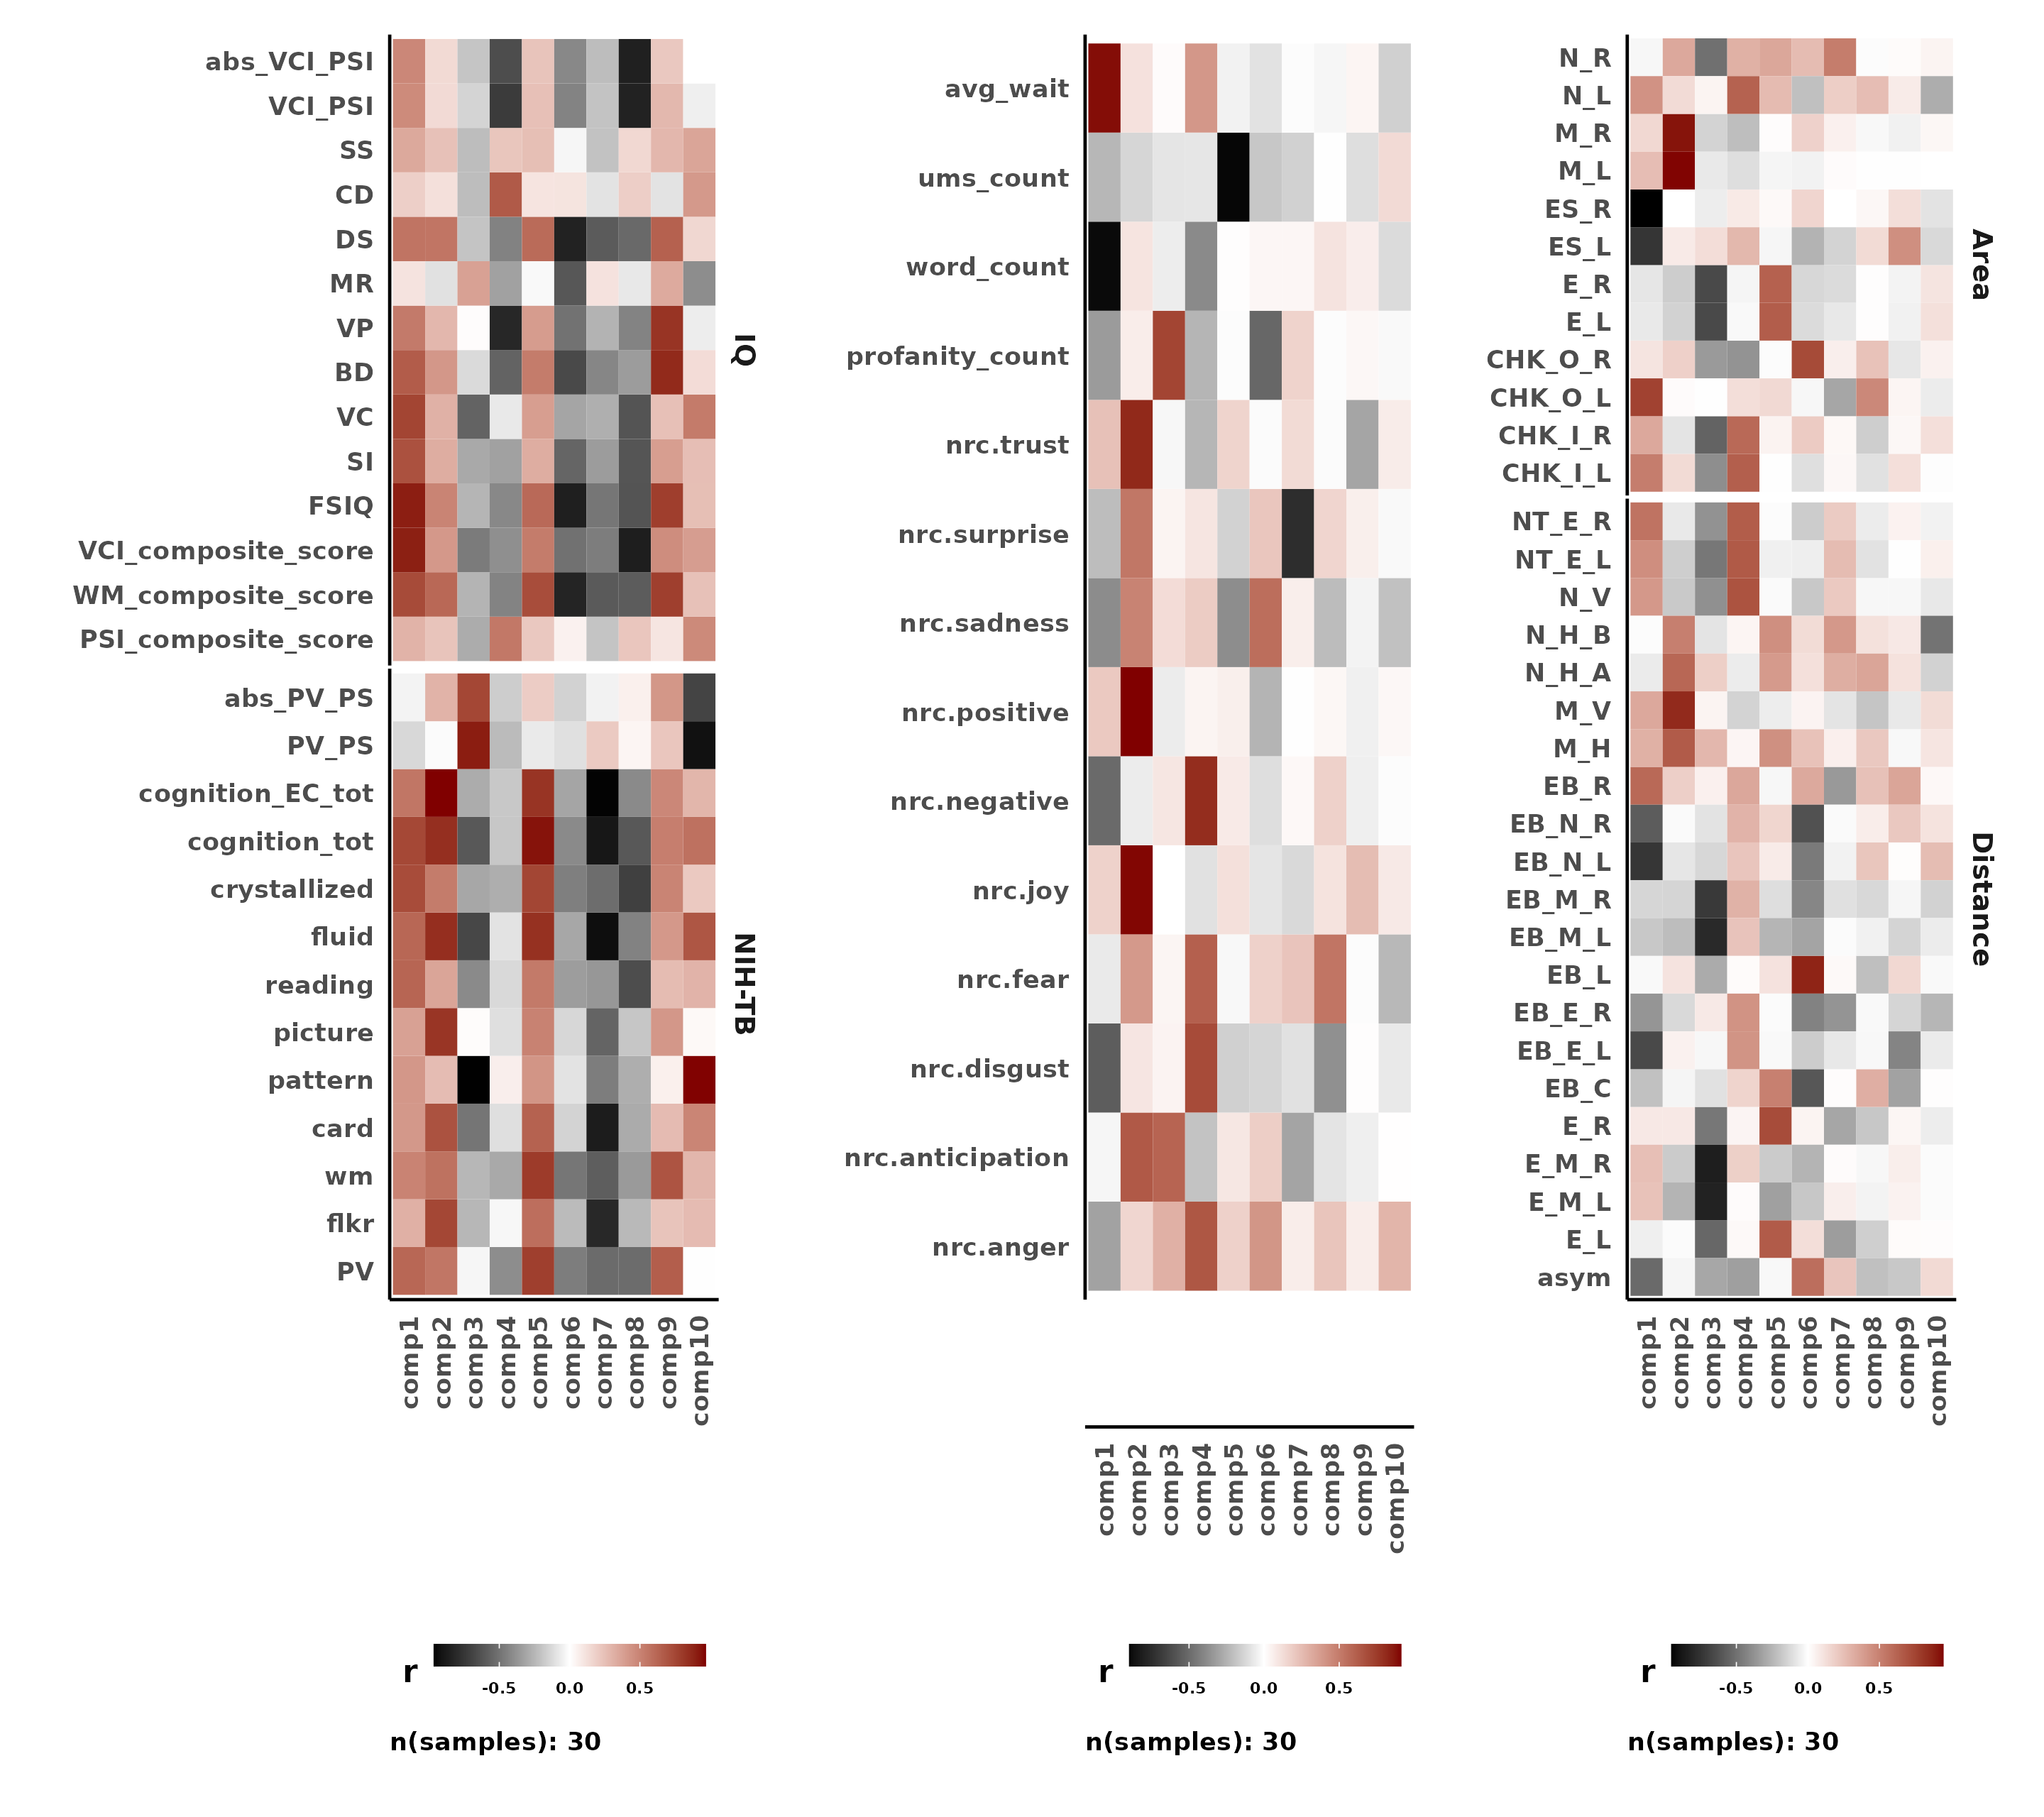 abs_VCI_PSI
VCI_PSI
SS
CD
DS
MR
VP
BD
VC
SI
FSIQ
VCI_composite_score
WM_composite_score
PSI_composite_score
IQ
abs_PV_PS
PV_PS
cognition_EC_tot
cognition_tot
crystallized
fluid
reading
picture
pattern
card
wm
flkr
PV
NIH-TB
comp1
comp2
comp3
comp4
comp5
comp6
comp7
comp8
comp9
comp10
r
-0.5 0.0 0.5
n(samples): 30
avg_wait
ums_count
word_count
profanity_count
nrc.trust
nrc.surprise
nrc.sadness
nrc.positive
nrc.negative
nrc.joy
nrc.fear
nrc.disgust
nrc.anticipation
nrc.anger
comp1
comp2
comp3
comp4
comp5
comp6
comp7
comp8
comp9
comp10
r
-0.5 0.0 0.5
n(samples): 30
N_R
N_L
M_R
M_L
ES_R
ES_L
E_R
E_L
CHK_O_R
CHK_O_L
CHK_I_R
CHK_I_L
Area
NT_E_R
NT_E_L
N_V
N_H_B
N_H_A
M_V
M_H
EB_R
EB_N_R
EB_N_L
EB_M_R
EB_M_L
EB_L
EB_E_R
EB_E_L
EB_C
E_R
E_M_R
E_M_L
E_L
asym
Distance
comp1
comp2
comp3
comp4
comp5
comp6
comp7
comp8
comp9
comp10
r
-0.5 0.0 0.5
n(samples): 30